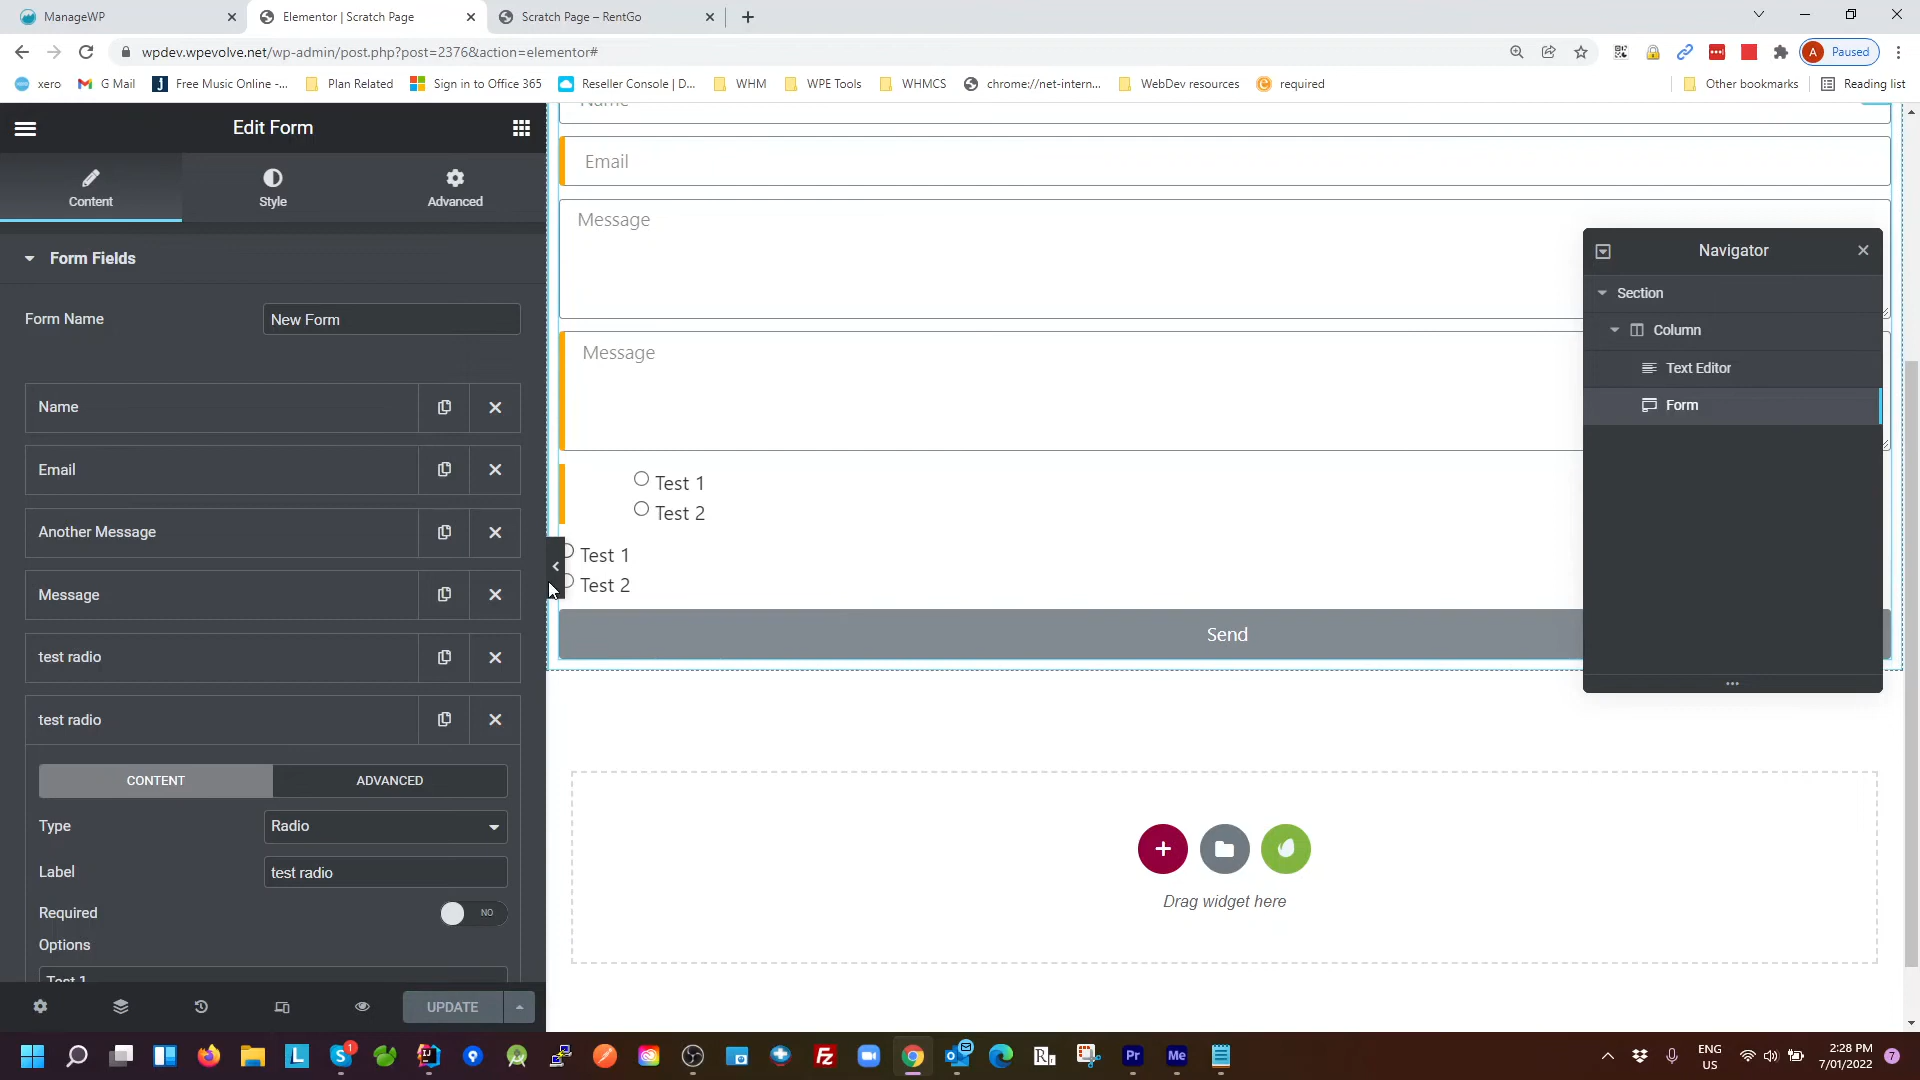 ManageWP
Elementor | Scratch Page
Scratch Page – RentGo
wpdev.wpevolve.net/wp-admin/post.php?post=2376&action=elementor#
A Paused
xero
G Mail
Free Music Online -...
Plan Related
Sign in to Office 365
Reseller Console | D...
WHM
WPE Tools
WHMCS
chrome://net-intern...
WebDev resources
required
Other bookmarks
Reading list
Edit Form
Content
Style
Advanced
Form Fields
Form Name
New Form
Name
Email
Another Message
Message
test radio
test radio
CONTENT
ADVANCED
Type
Radio
Label
test radio
Required
NO
Options
Test 1
UPDATE
Name
Email
Message
Message
Test 1
Test 2
Test 1
Test 2
Send
Drag widget here
Navigator
Section
Column
Text Editor
Form
ENG
US
2:28 PM
7/01/2022
7